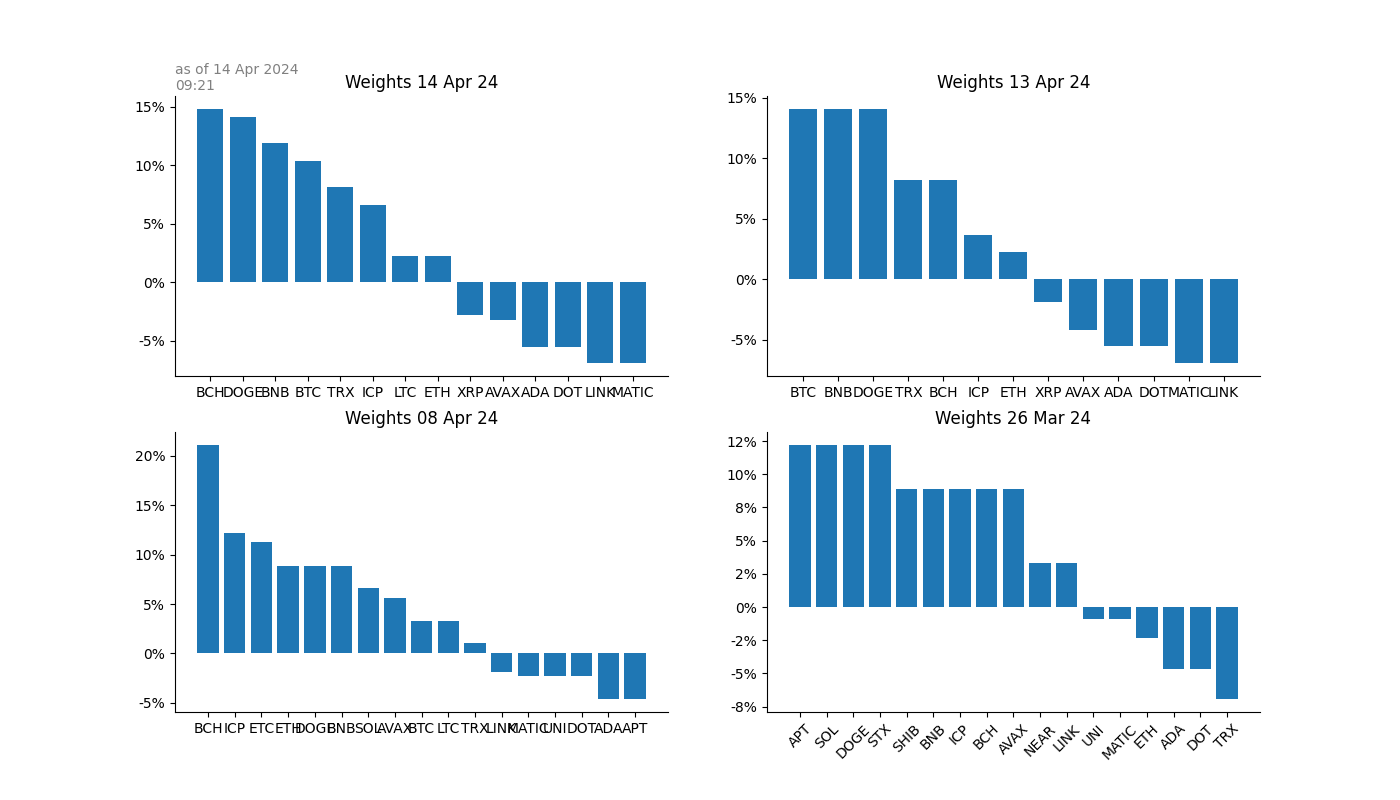 as of 14 Apr 2024
09:21
Weights 14 Apr 24
15%
10%
5%
0%
-5%
BCH DOGE BNB BTC TRX ICP LTC ETH XRP AVAX ADA DOT LINK MATIC
Weights 13 Apr 24
15%
10%
5%
0%
-5%
BTC BNB DOGE TRX BCH ICP ETH XRP AVAX ADA DOT MATIC LINK
Weights 08 Apr 24
20%
15%
10%
5%
0%
-5%
BCH ICP ETC ETH DOGE BNB SOL AVAX BTC LTC TRX LINK MATIC UNI DOT ADA APT
Weights 26 Mar 24
12%
10%
8%
5%
2%
0%
-2%
-5%
-8%
APT SOL DOGE STX SHIB BNB ICP BCH AVAX NEAR LINK UNI MATIC ETH ADA DOT TRX